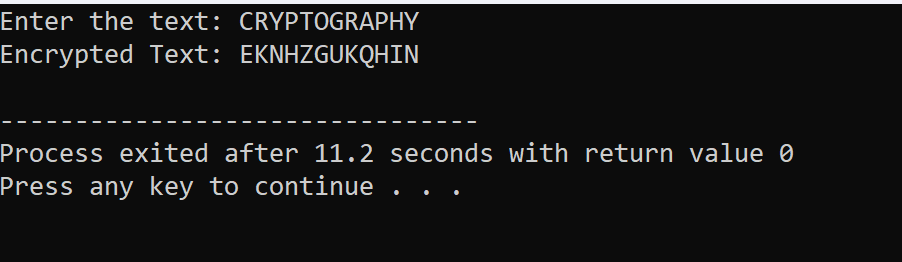 Enter the text: CRYPTOGRAPHY
Encrypted Text: EKNHZGUKQHIN
--------------------------------
Process exited after 11.2 seconds with return value 0
Press any key to continue . . .